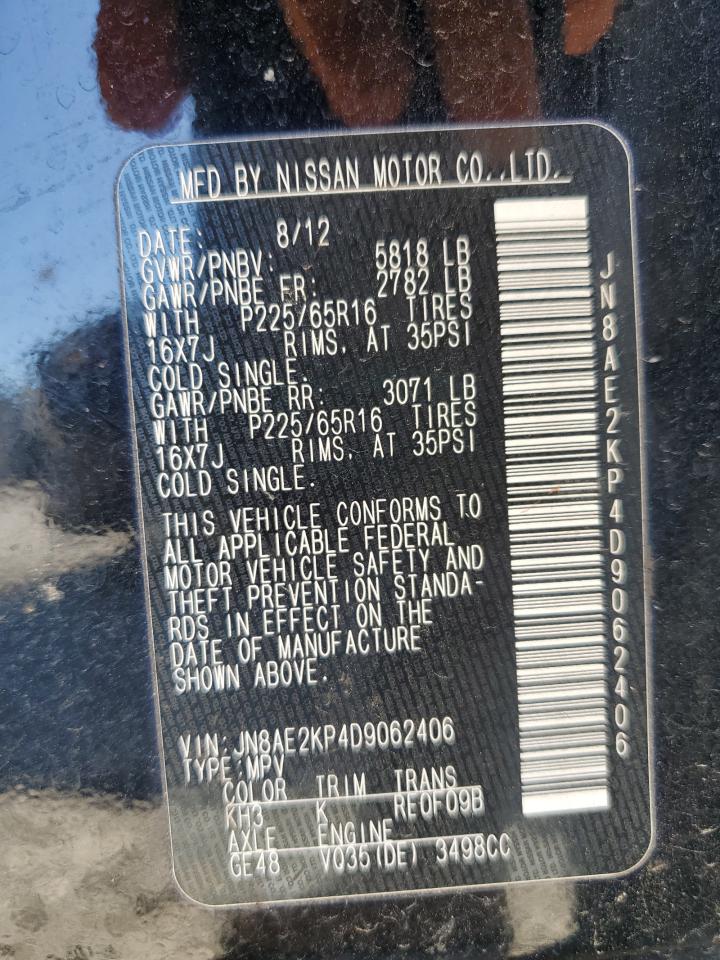 MFD BY NISSAN MOTOR CO.,LTD.
DATE: 8/12
GVWR/PNBV: 5818 LB
GAWR/PNBE FR: 2782 LB
WITH P225/65R16 TIRES
16X7J RIMS, AT 35PSI
COLD SINGLE.
GAWR/PNBE RR: 3071 LB
WITH P225/65R16 TIRES
16X7J RIMS. AT 35PSI
COLD SINGLE.
THIS VEHICLE CONFORMS TO
ALL APPLICABLE FEDERAL
MOTOR VEHICLE SAFETY AND
THEFT PREVENTION STANDA-
RDS IN EFFECT ON THE
DATE OF MANUFACTURE
SHOWN ABOVE.
VIN:JN8AE2KP4D9062406
TYPE:MPV
COLOR TRIM TRANS
KH3 K RE0F09B
AXLE ENGINE
GE48 VQ35(DE) 3498CC
JN8AE2KP4D9062406